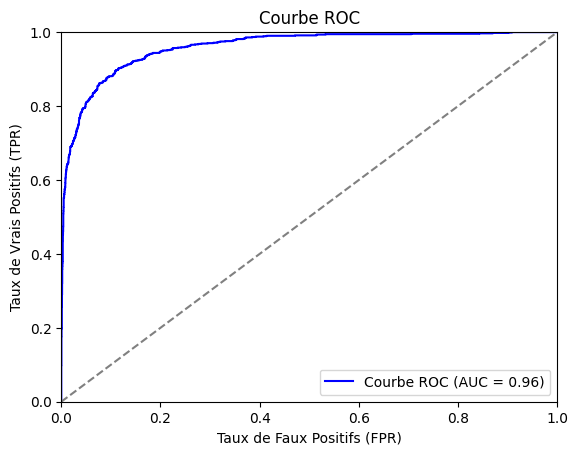 Courbe ROC
Taux de Vrais Positifs (TPR)
1.0
0.8
0.6
0.4
0.2
0.0
Courbe ROC (AUC = 0.96)
0.0 0.2 0.4 0.6 0.8 1.0
Taux de Faux Positifs (FPR)